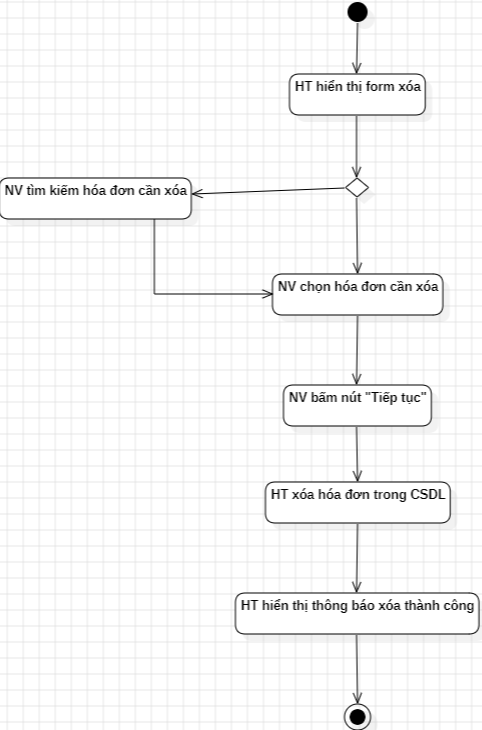 HT hiển thị form xóa
NV tìm kiếm hóa đơn cần xóa
NV chọn hóa đơn cần xóa
NV bấm nút "Tiếp tục"
HT xóa hóa đơn trong CSDL
HT hiển thị thông báo xóa thành công